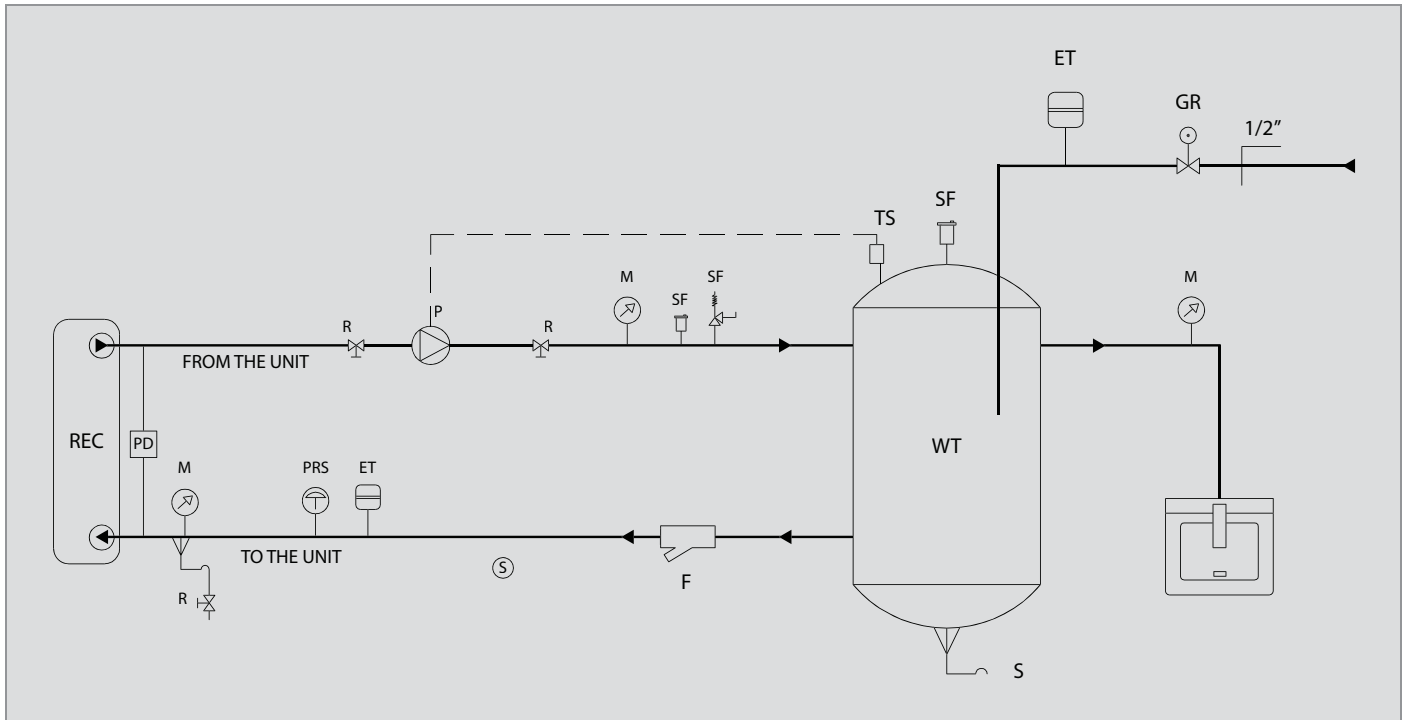 ET
GR
1/2”
SF
TS
M
SF
SF
M
P
R
R
FROM THE UNIT
REC
PD
WT
M
PRS
ET
TO THE UNIT
S
F
R
S